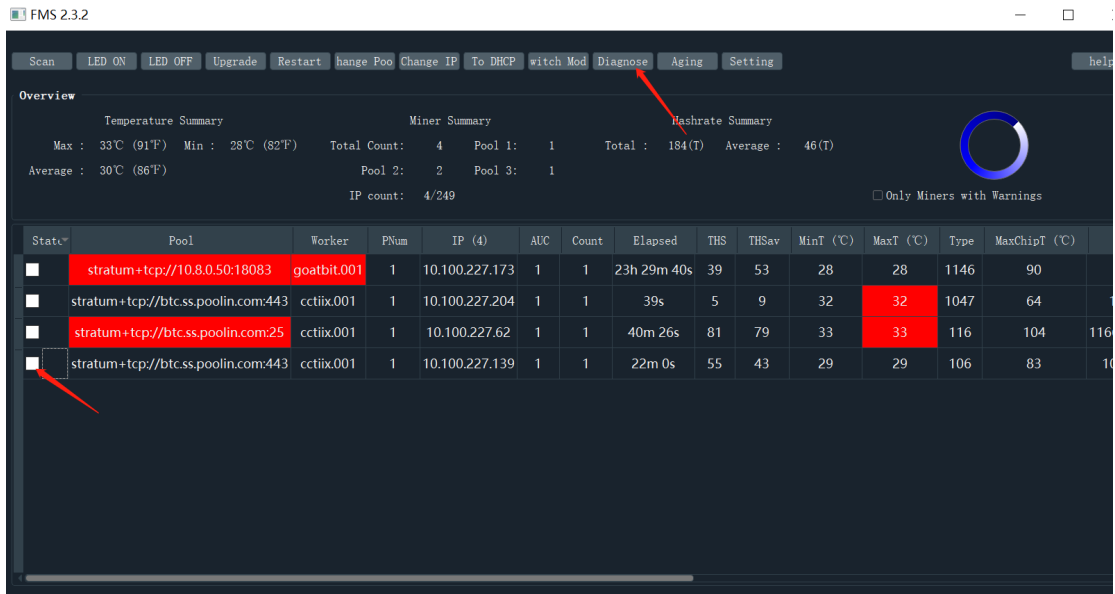 FMS 2.3.2
Scan LED ON LED OFF Upgrade Restart hange Poo Change IP To DHCP witch Mod Diagnose Aging Setting help
Overview
Temperature Summary Miner Summary Hashrate Summary
Max : 33℃ (91℉) Min : 28℃ (82℉) Total Count: 4 Pool 1: 1 Total : 184(T) Average : 46(T)
Average : 30℃ (86℉) Pool 2: 2 Pool 3: 1
IP count: 4/249 Only Miners with Warnings
State Pool Worker PNum IP (4) AUC Count Elapsed THS THSav MinT (℃) MaxT (℃) Type MaxChipT (℃)
stratum+tcp://10.8.0.50:18083 goatbit.001 1 10.100.227.173 1 1 23h 29m 40s 39 53 28 28 1146 90
stratum+tcp://btc.ss.poolin.com:443 cctiix.001 1 10.100.227.204 1 1 39s 5 9 32 32 1047 64 1
stratum+tcp://btc.ss.poolin.com:25 cctiix.001 1 10.100.227.62 1 1 40m 26s 81 79 33 33 116 104 116
stratum+tcp://btc.ss.poolin.com:443 cctiix.001 1 10.100.227.139 1 1 22m 0s 55 43 29 29 106 83 10